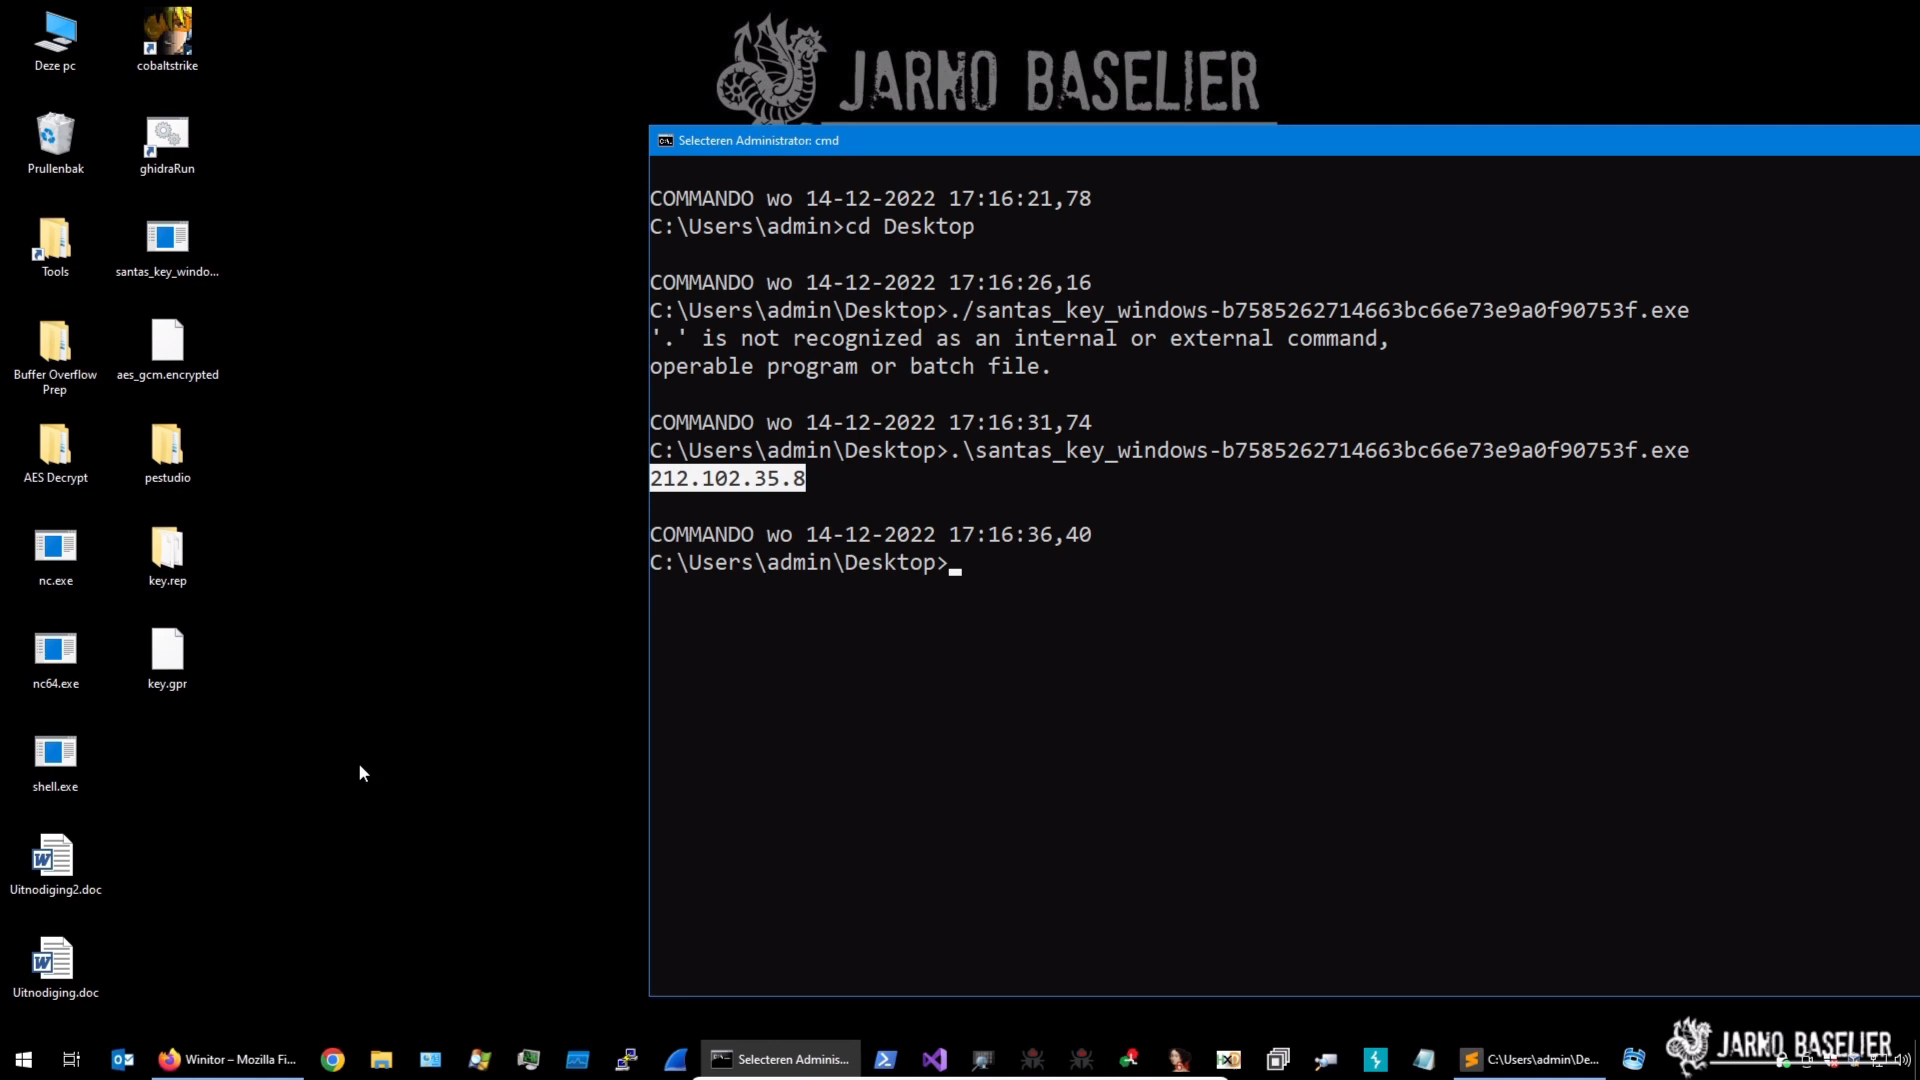 JARNO BASELIER
Deze pc
cobaltstrike
Prullenbak
ghidraRun
Tools
santas_key_windo...
Buffer Overflow
Prep
aes_gcm.encrypted
AES Decrypt
pestudio
nc.exe
key.rep
nc64.exe
key.gpr
shell.exe
Uitnodiging2.doc
Uitnodiging.doc
Selecteren Administrator: cmd
COMMANDO wo 14-12-2022 17:16:21,78
C:\Users\admin>cd Desktop
COMMANDO wo 14-12-2022 17:16:26,16
C:\Users\admin\Desktop>./santas_key_windows-b7585262714663bc66e73e9a0f90753f.exe
'.' is not recognized as an internal or external command,
operable program or batch file.
COMMANDO wo 14-12-2022 17:16:31,74
C:\Users\admin\Desktop>.\santas_key_windows-b7585262714663bc66e73e9a0f90753f.exe
212.102.35.8
COMMANDO wo 14-12-2022 17:16:36,40
C:\Users\admin\Desktop>
Winitor – Mozilla Fi...
Selecteren Adminis...
C:\Users\admin\De...
JARNO BASELIER